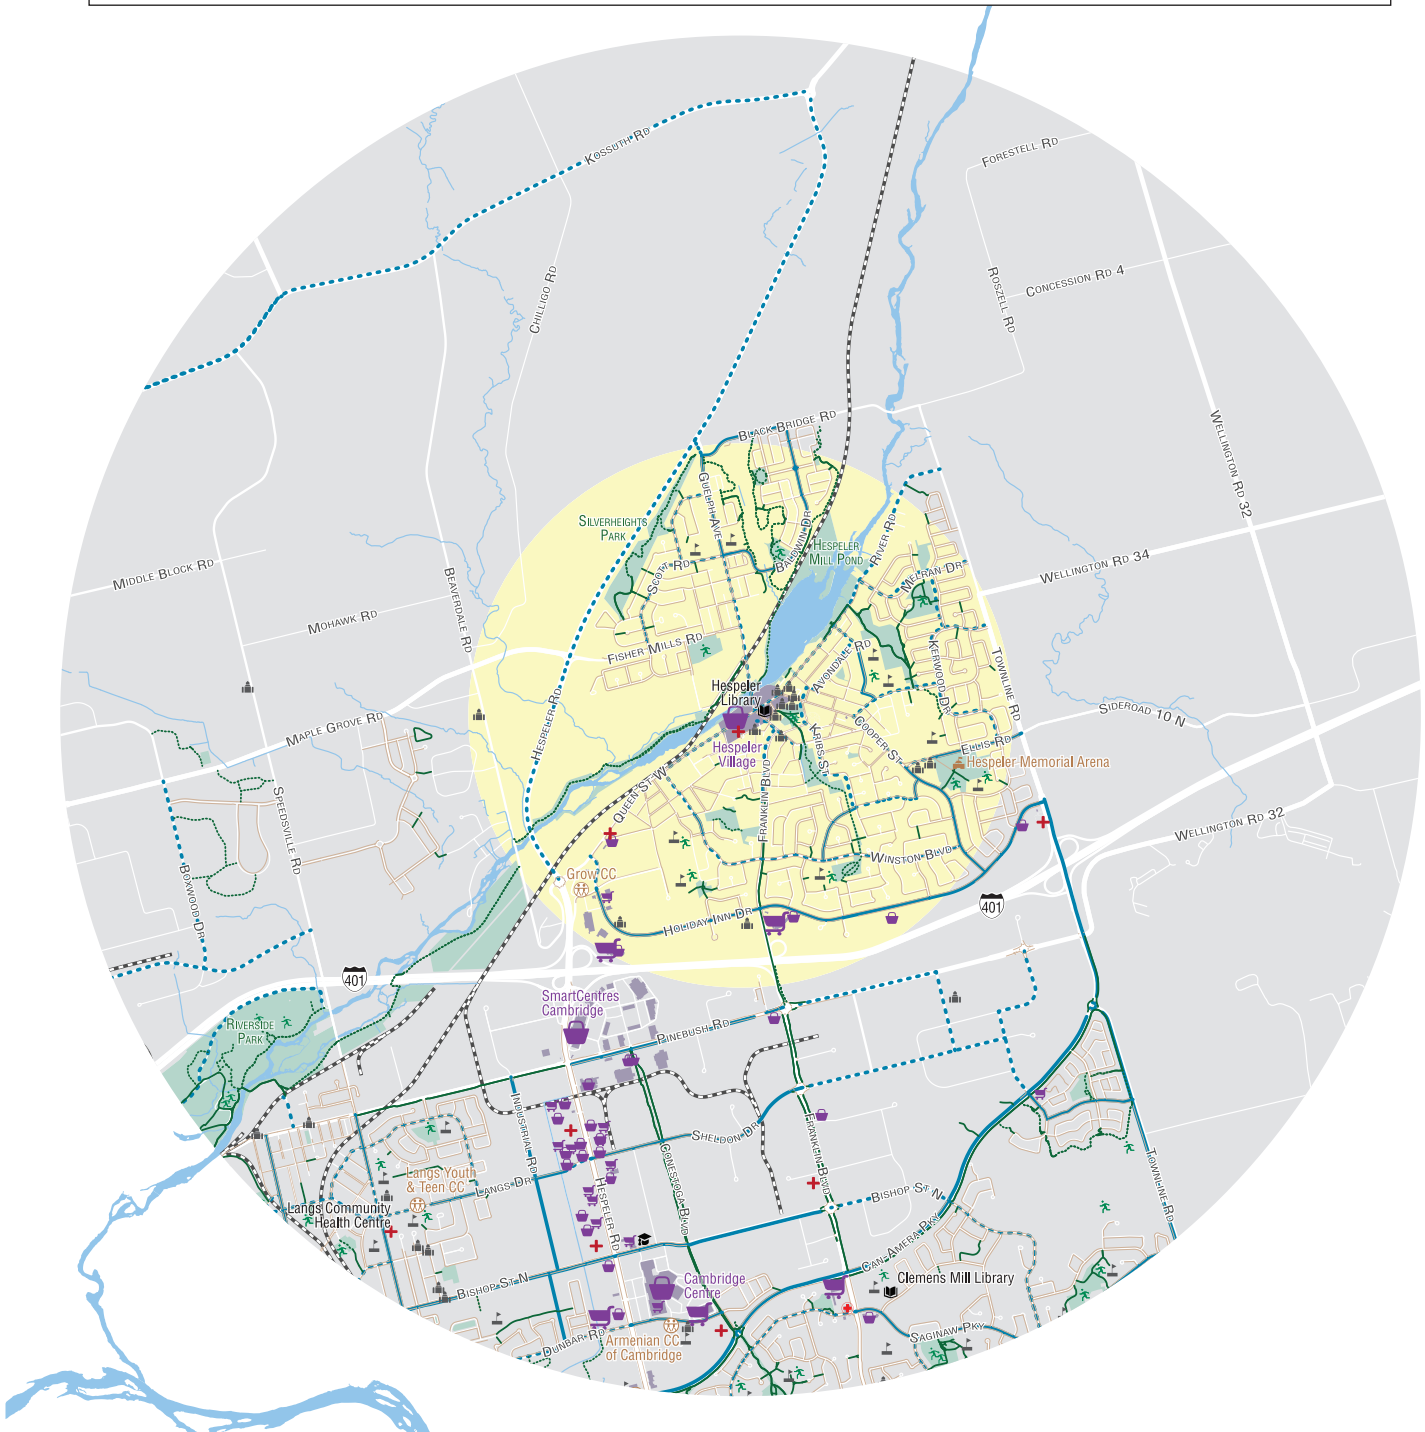 Kossuth Rd
Forestell Rd
Chilligo Rd
Roszell Rd
Concession Rd 4
Wellington Rd 32
Black Bridge Rd
Guelph Ave
Silverheights
Park
Baldwin Dr
Hespeler
Mill Pond
River Rd
Melran Dr
Wellington Rd 34
Middle Block Rd
Mohawk Rd
Beaverdale Rd
Scott Rd
Fisher Mills Rd
Avondale Rd
Kerwood Dr
Townline Rd
Hespeler
Library
Hespeler
Village
Hespeler Rd
Maple Grove Rd
Kribs St
Cooper St
Ellis Rd
Sideroad 10 N
Hespeler Memorial Arena
Queen St W
Franklin Blvd
Speedsville Rd
Wellington Rd 32
Winston Blvd
Boxwood Dr
Grow CC
Holiday Inn Dr
401
401
SmartCentres
Cambridge
Riverside
Park
Pinebush Rd
Industrial Rd
Sheldon Dr
Franklin Blvd
Conestoga Blvd
Langs Youth
& Teen CC
Langs Dr
Hespeler Rd
Bishop St N
Townline Rd
Langs Community
Health Centre
Can-Amera Pky
Bishop St N
Cambridge
Centre
Clemens Mill Library
Dunbar Rd
Armenian CC
of Cambridge
Saginaw Pky